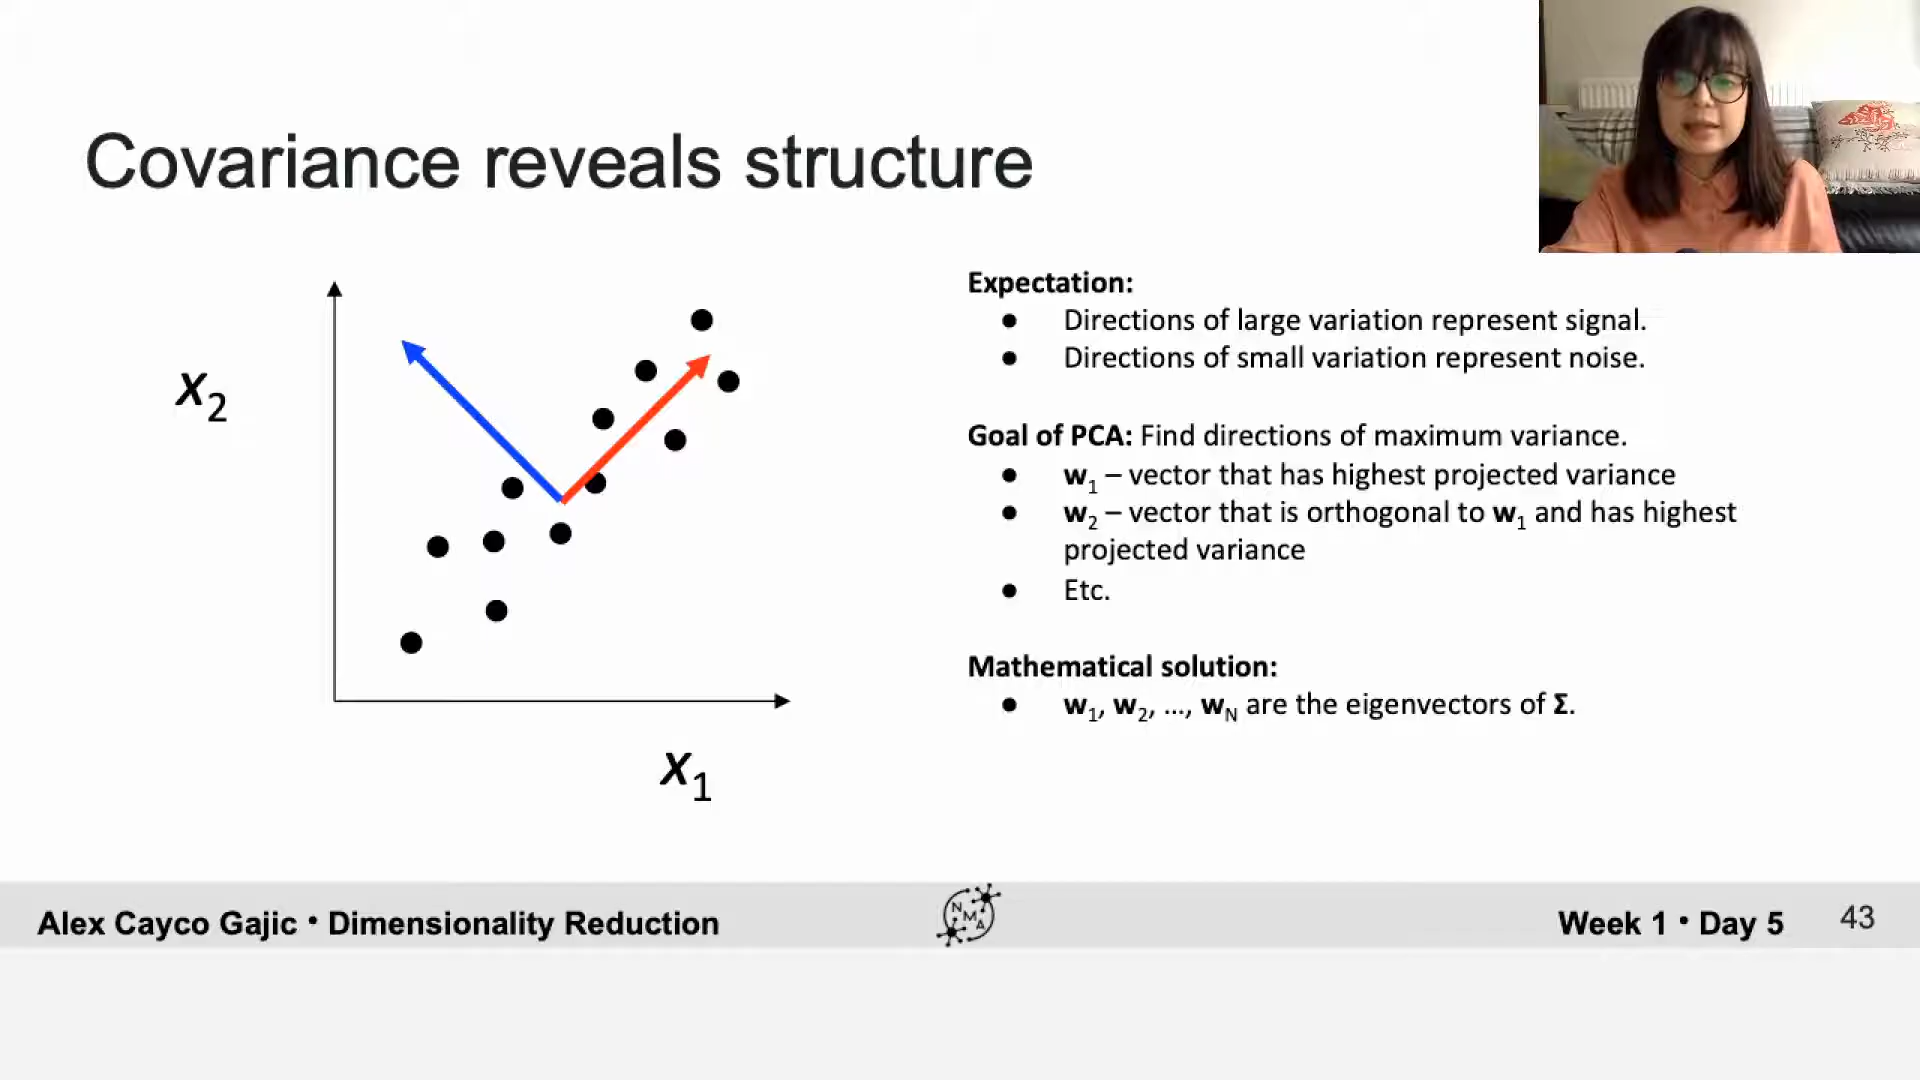 Covariance reveals structure
x₂
x₁
Expectation:
● Directions of large variation represent signal.
● Directions of small variation represent noise.
Goal of PCA: Find directions of maximum variance.
● w₁ – vector that has highest projected variance
● w₂ – vector that is orthogonal to w₁ and has highest
projected variance
● Etc.
Mathematical solution:
● w₁, w₂, ..., w_N are the eigenvectors of Σ.
Alex Cayco Gajic • Dimensionality Reduction
NMA
Week 1 • Day 5
43